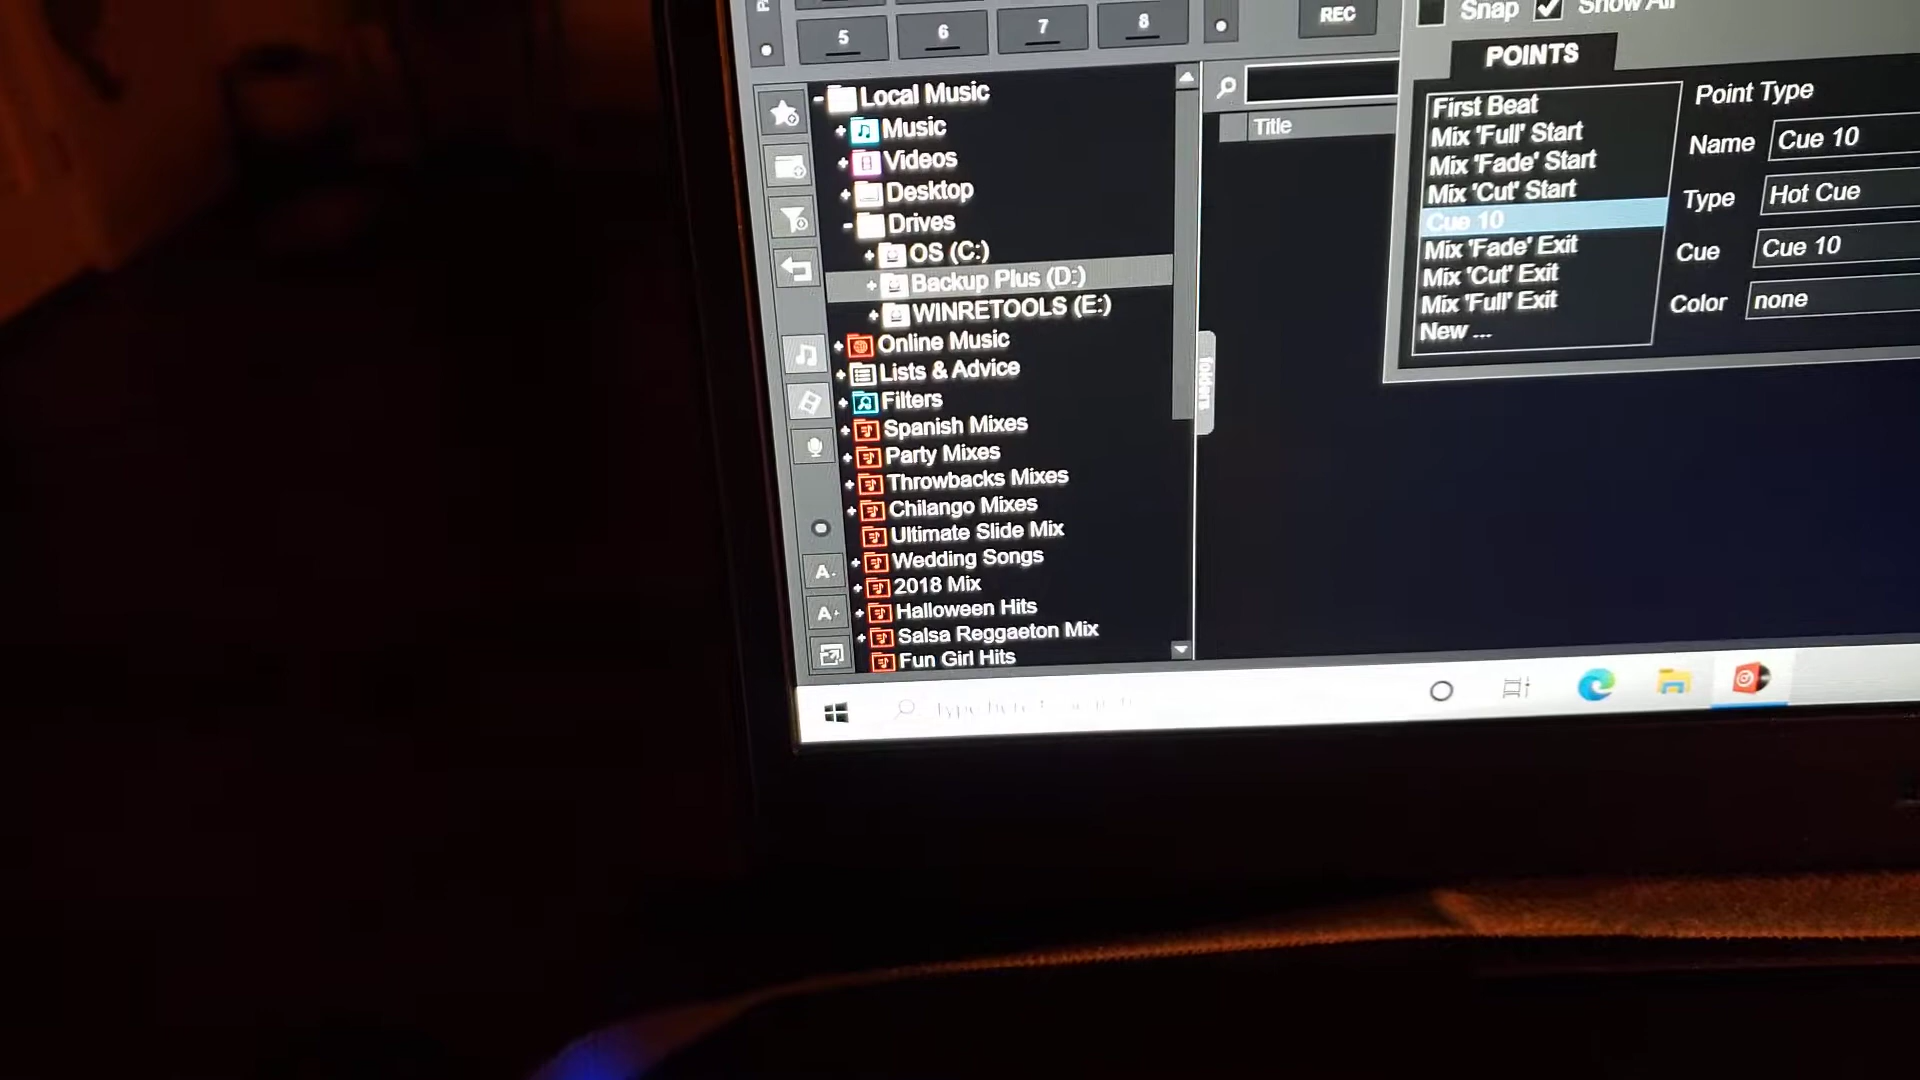 5
6
7
8
REC
Snap
Show All
POINTS
Local Music
Music
Videos
Desktop
Drives
OS (C:)
Backup Plus (D:)
WINRETOOLS (E:)
Online Music
Lists & Advice
Filters
Spanish Mixes
Party Mixes
Throwbacks Mixes
Chilango Mixes
Ultimate Slide Mix
Wedding Songs
2018 Mix
Halloween Hits
Salsa Reggaeton Mix
Fun Girl Hits
A-
A+
folders
Title
First Beat
Mix 'Full' Start
Mix 'Fade' Start
Mix 'Cut' Start
Cue 10
Mix 'Fade' Exit
Mix 'Cut' Exit
Mix 'Full' Exit
New ...
Point Type
Name Cue 10
Type Hot Cue
Cue Cue 10
Color none
Type here